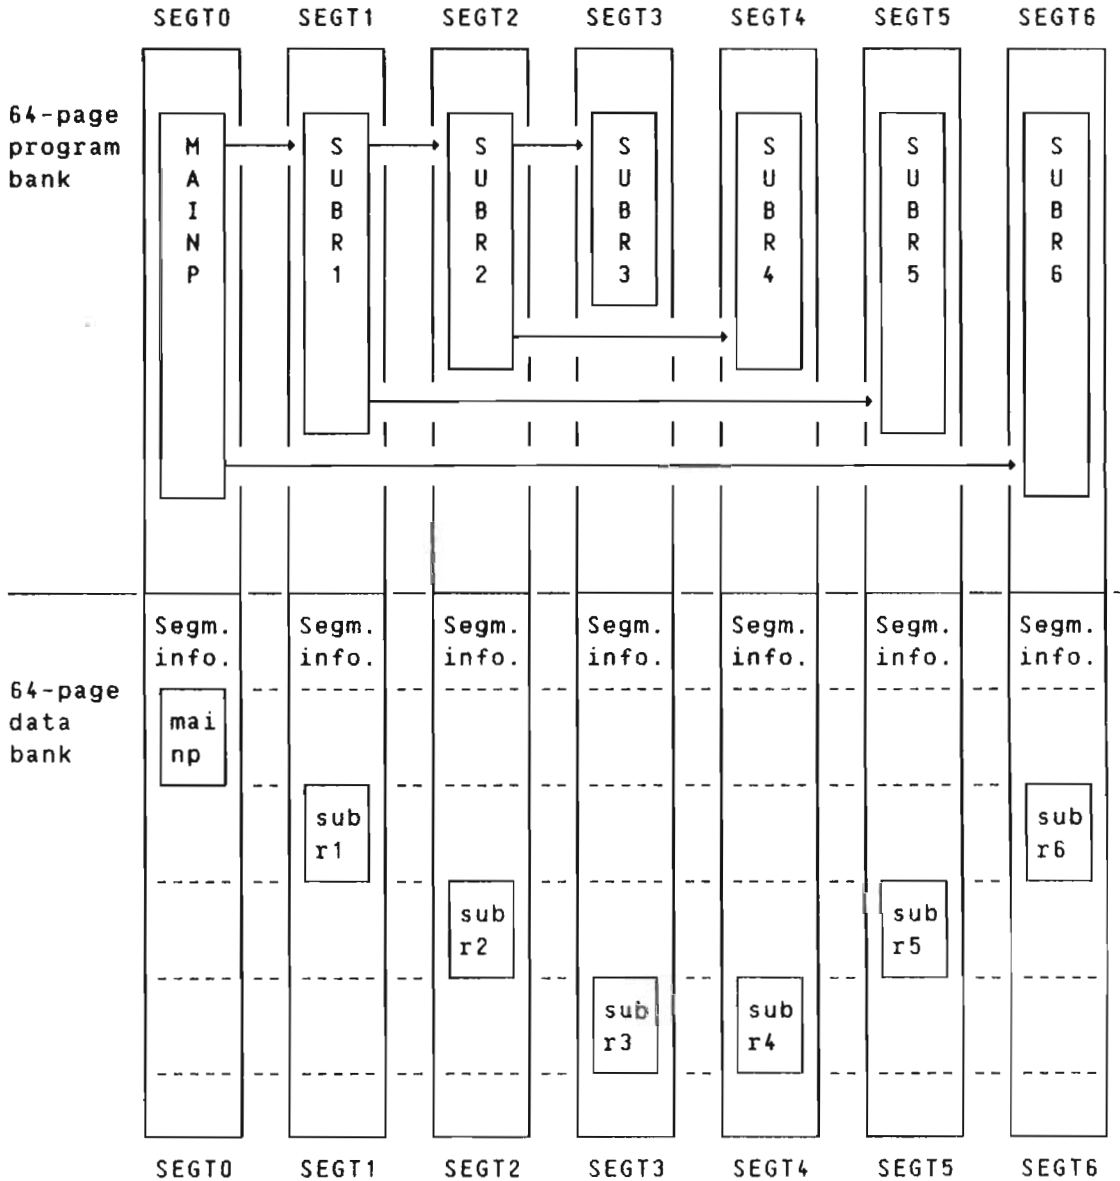 SEGT0 SEGT1 SEGT2 SEGT3 SEGT4 SEGT5 SEGT6
64-page
program
bank
MAINP
SUBR1
SUBR2
SUBR3
SUBR4
SUBR5
SUBR6
Segm. Segm. Segm. Segm. Segm. Segm. Segm.
info. info. info. info. info. info. info.
64-page
data
bank
mai
np
sub
r1
sub
r6
sub
r2
sub
r5
sub
r3
sub
r4
SEGT0 SEGT1 SEGT2 SEGT3 SEGT4 SEGT5 SEGT6